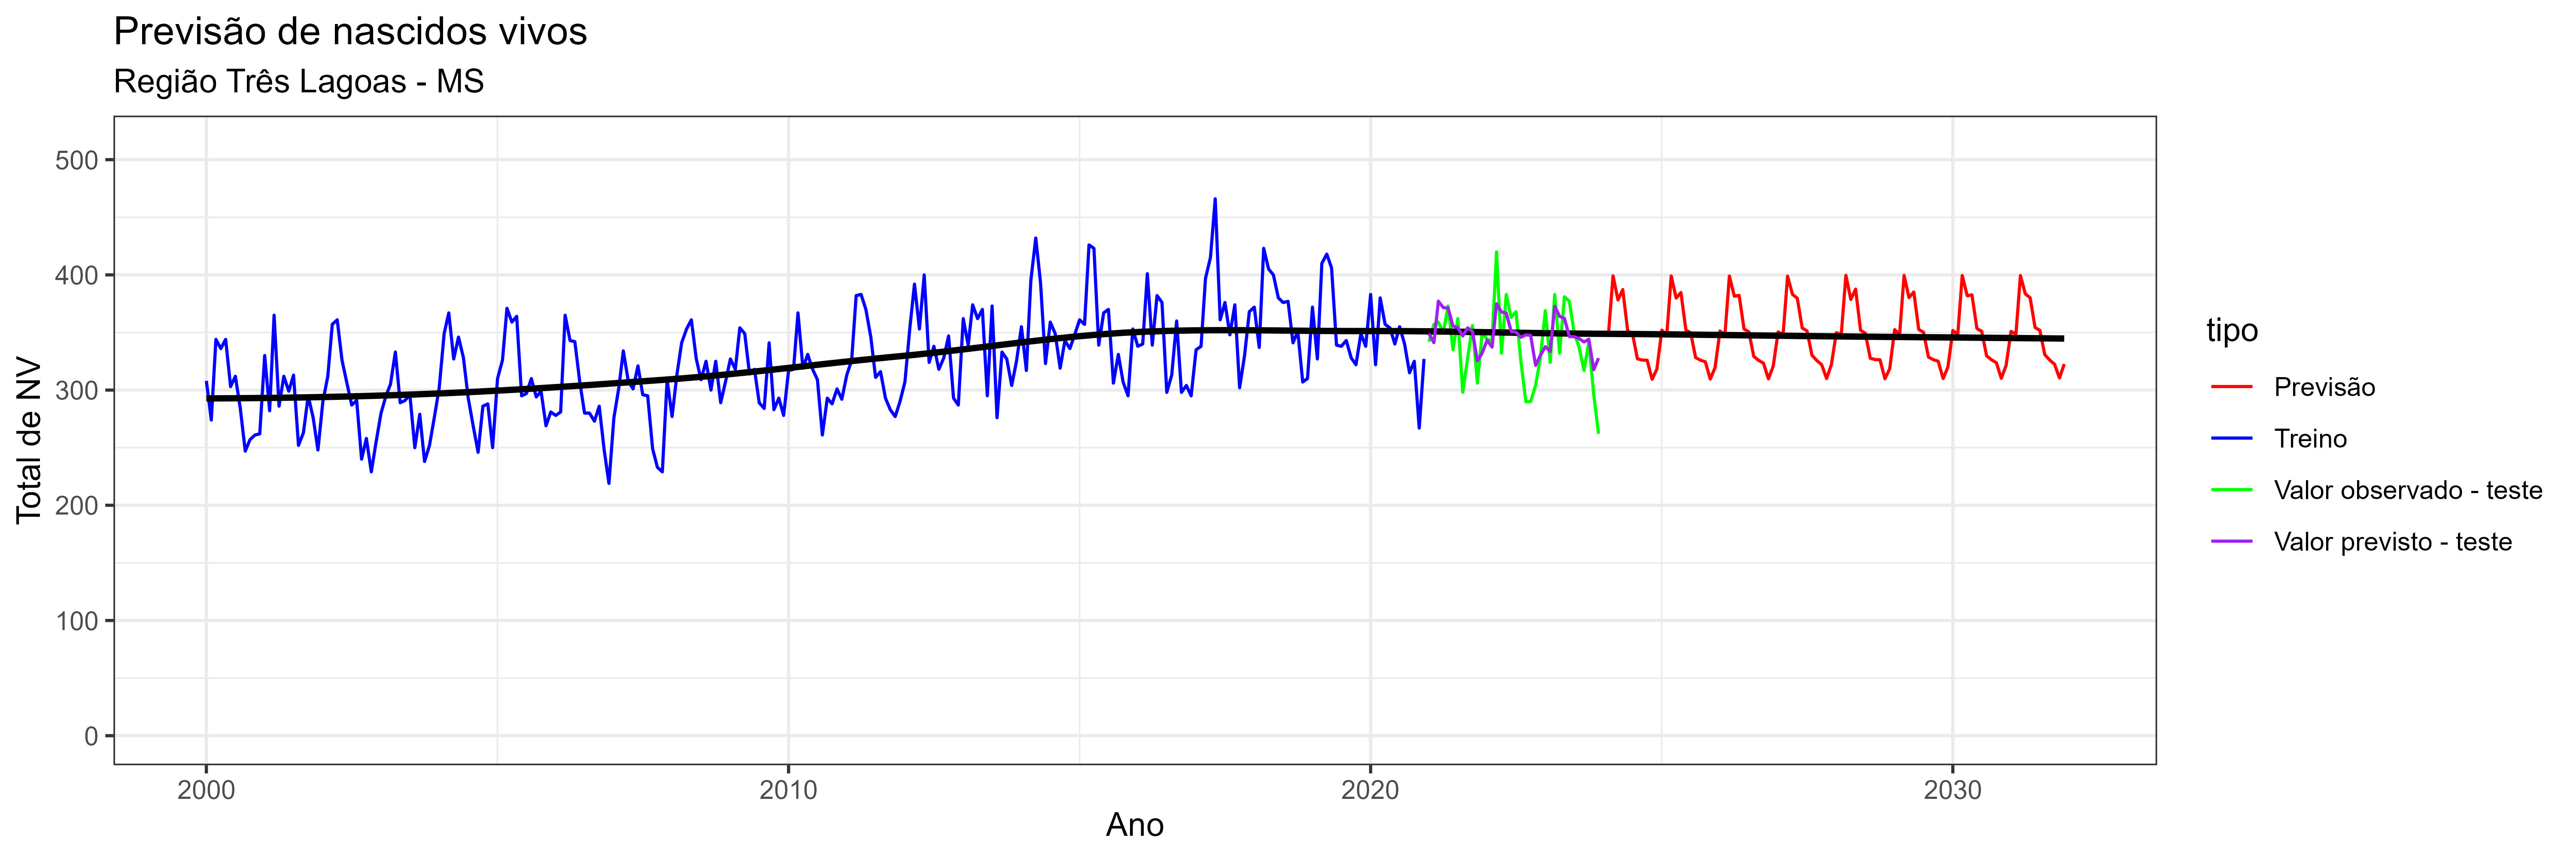 Previsão de nascidos vivos
Região Três Lagoas - MS
Total de NV
500
400
300
200
100
0
2000
2010
2020
2030
Ano
tipo
Previsão
Treino
Valor observado - teste
Valor previsto - teste